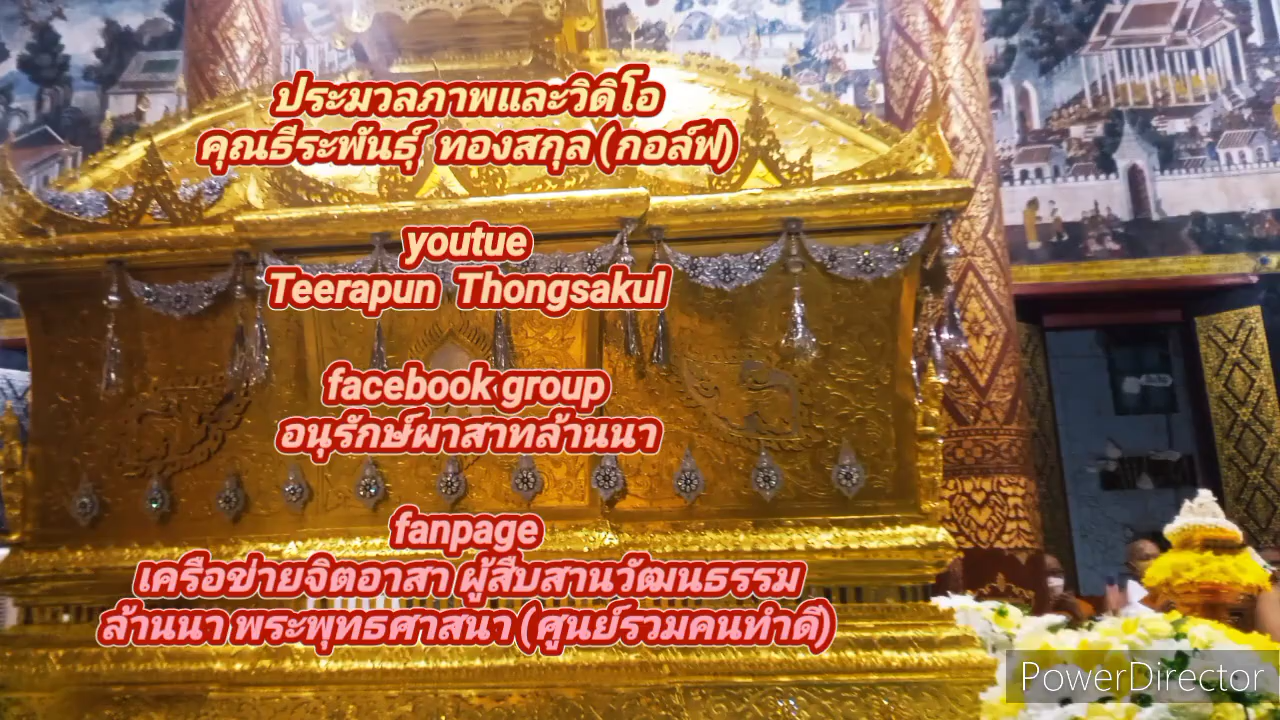 ประมวลภาพและวิดิโอ
คุณธีระพันธุ์ ทองสกุล (กอล์ฟ)
youtue
Teerapun Thongsakul
facebook group
อนุรักษ์ผาสาทล้านนา
fanpage
เครือข่ายจิตอาสา ผู้สืบสานวัฒนธรรม
ล้านนา พระพุทธศาสนา (ศูนย์รวมคนทำดี)
PowerDirector